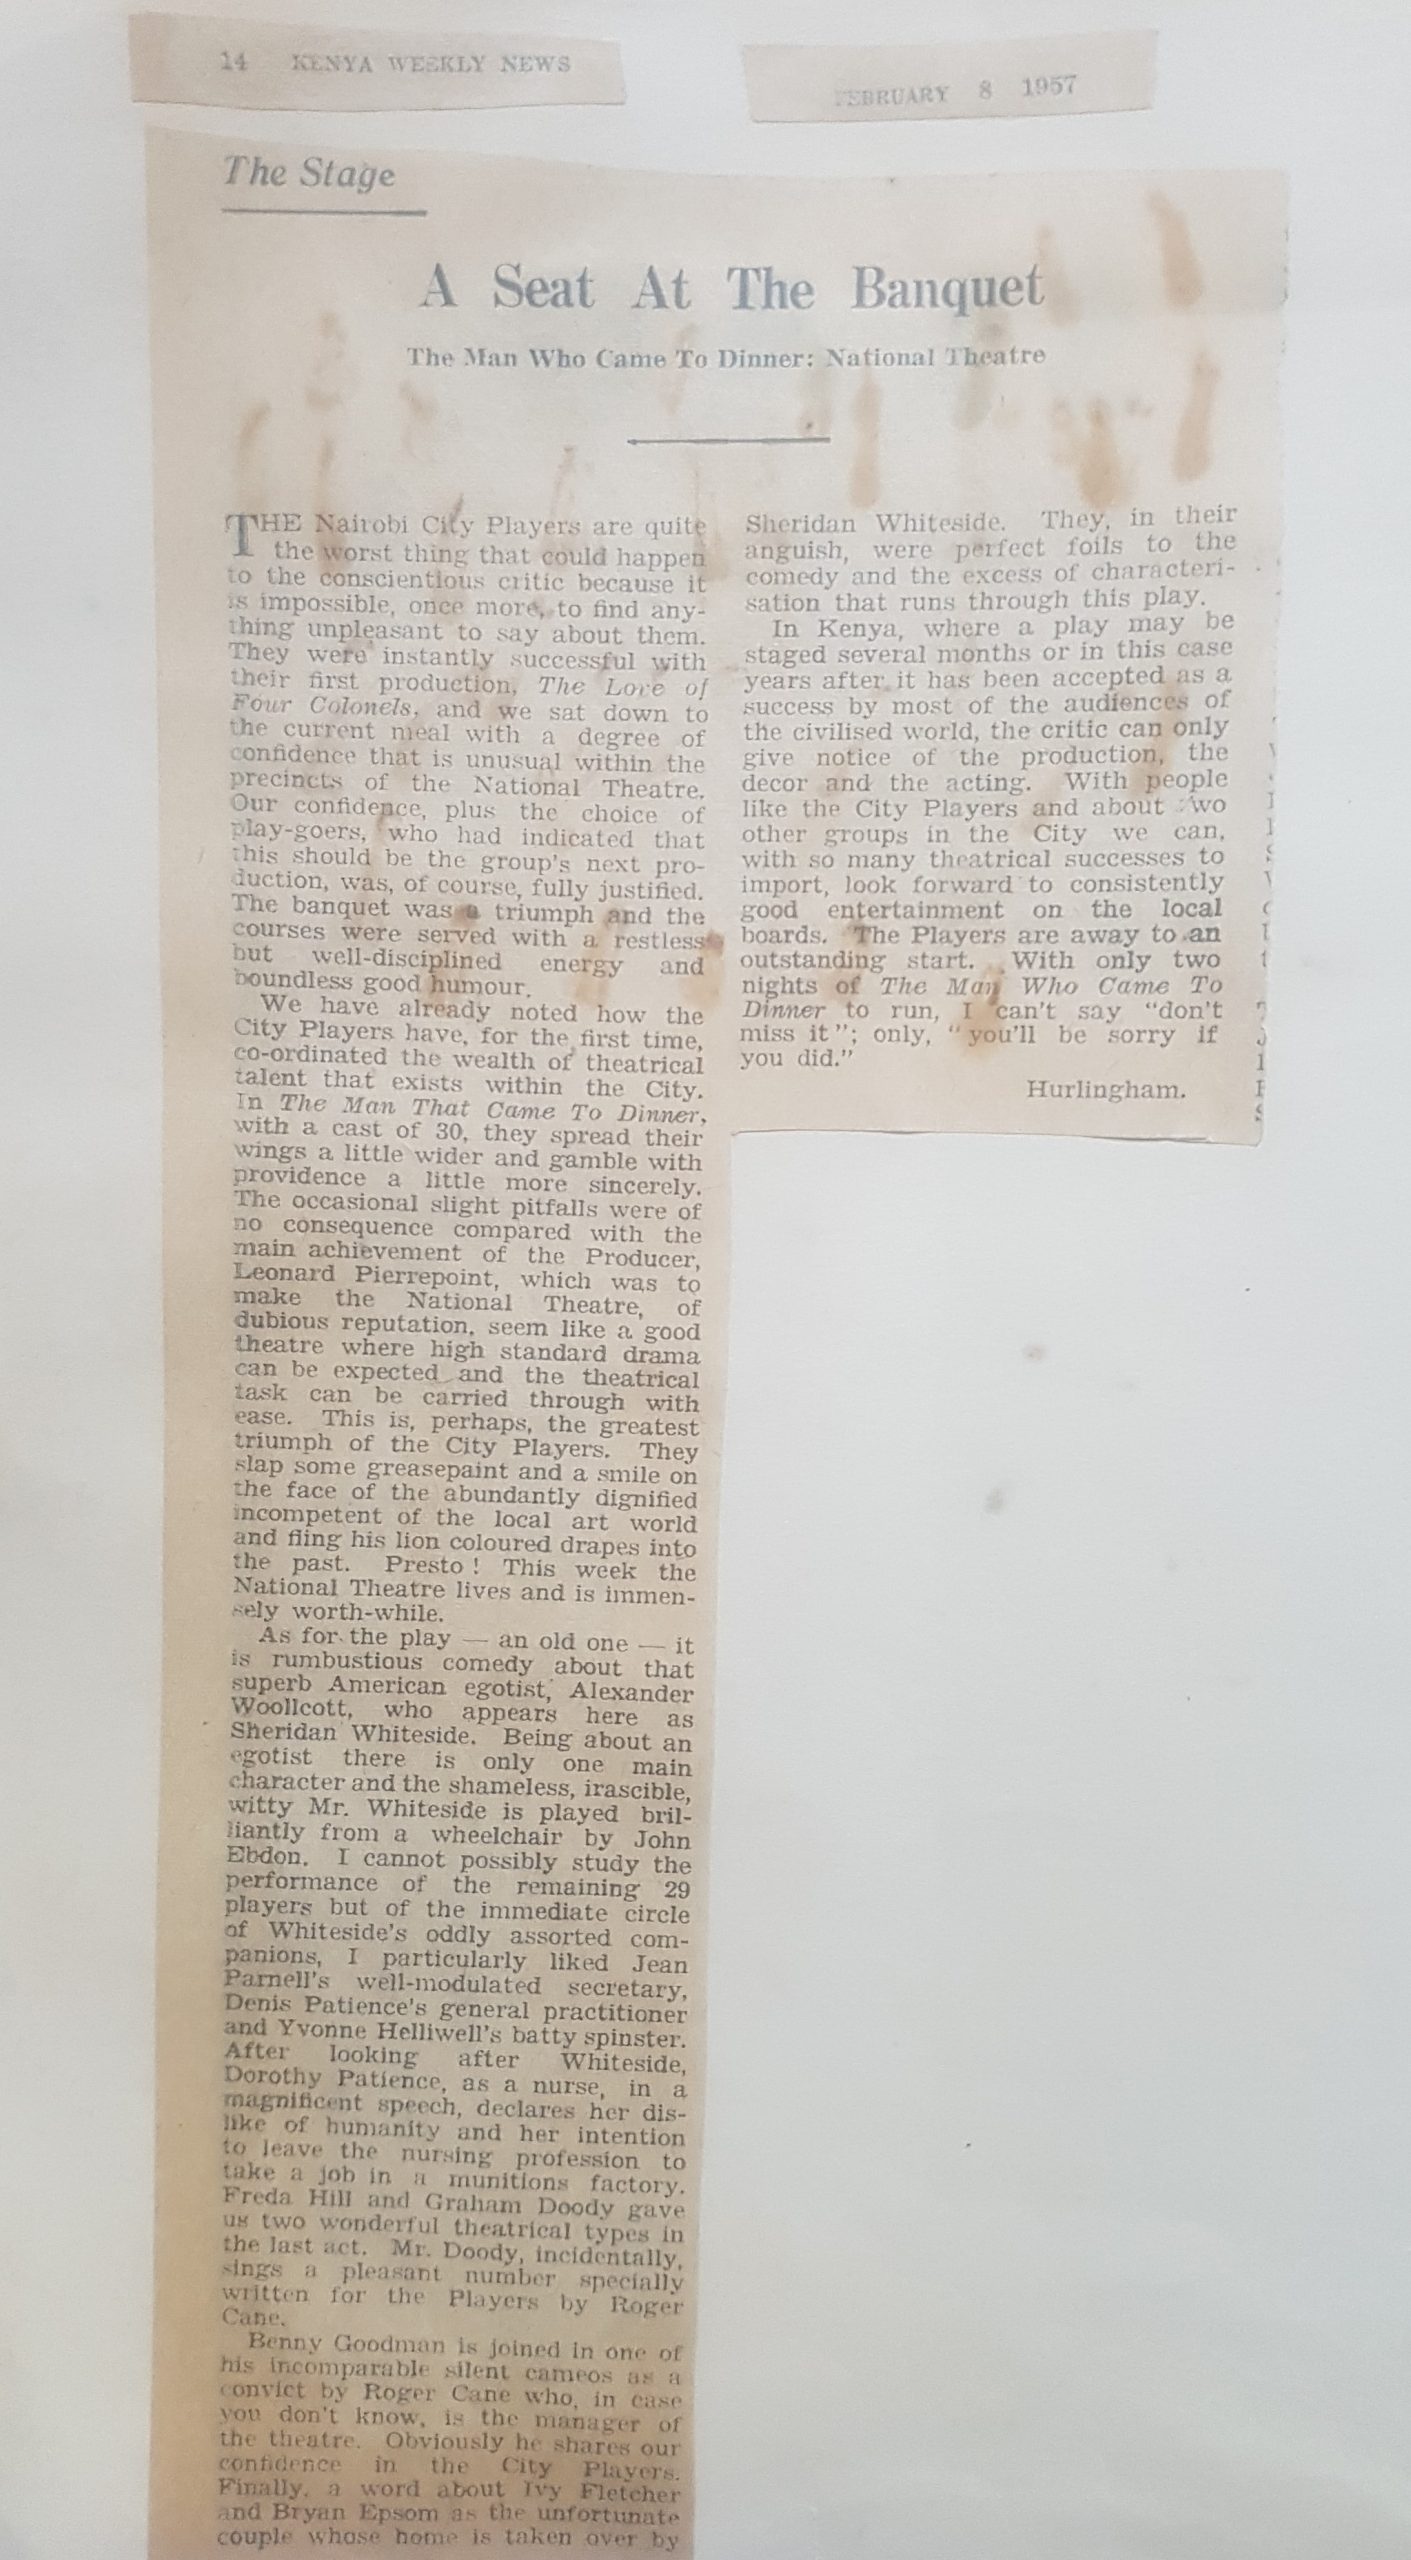 14 KENYA WEEKLY NEWS
FEBRUARY 8 1957
The Stage
A Seat At The Banquet
The Man Who Came To Dinner: National Theatre
THE Nairobi City Players are quite
the worst thing that could happen
to the conscientious critic because it
is impossible, once more, to find any-
thing unpleasant to say about them.
They were instantly successful with
their first production, The Love of
Four Colonels, and we sat down to
the current meal with a degree of
confidence that is unusual within the
precincts of the National Theatre.
Our confidence, plus the choice of
play-goers, who had indicated that
this should be the group's next pro-
duction, was, of course, fully justified.
The banquet was a triumph and the
courses were served with a restless
but well-disciplined energy and
boundless good humour.
We have already noted how the
City Players have, for the first time,
co-ordinated the wealth of theatrical
talent that exists within the City.
In The Man That Came To Dinner,
with a cast of 30, they spread their
wings a little wider and gamble with
providence a little more sincerely.
The occasional slight pitfalls were of
no consequence compared with the
main achievement of the Producer,
Leonard Pierrepoint, which was to
make the National Theatre, of
dubious reputation, seem like a good
theatre where high standard drama
can be expected and the theatrical
task can be carried through with
ease. This is, perhaps, the greatest
triumph of the City Players. They
slap some greasepaint and a smile on
the face of the abundantly dignified
incompetent of the local art world
and fling his lion coloured drapes into
the past. Presto! This week the
National Theatre lives and is immen-
sely worth-while.
As for the play — an old one — it
is rumbustious comedy about that
superb American egotist, Alexander
Woollcott, who appears here as
Sheridan Whiteside. Being about an
egotist there is only one main
character and the shameless, irascible,
witty Mr. Whiteside is played bril-
liantly from a wheelchair by John
Ebdon. I cannot possibly study the
performance of the remaining 29
players but of the immediate circle
of Whiteside's oddly assorted com-
panions, I particularly liked Jean
Parnell's well-modulated secretary,
Denis Patience's general practitioner
and Yvonne Helliwell's batty spinster.
After looking after Whiteside,
Dorothy Patience, as a nurse, in a
magnificent speech, declares her dis-
like of humanity and her intention
to leave the nursing profession to
take a job in a munitions factory.
Freda Hill and Graham Doody gave
us two wonderful theatrical types in
the last act. Mr. Doody, incidentally,
sings a pleasant number specially
written for the Players by Roger
Cane.
Benny Goodman is joined in one of
his incomparable silent cameos as a
convict by Roger Cane who, in case
you don't know, is the manager of
the theatre. Obviously he shares our
confidence in the City Players.
Finally, a word about Ivy Fletcher
and Bryan Epsom as the unfortunate
couple whose home is taken over by
Sheridan Whiteside. They, in their
anguish, were perfect foils to the
comedy and the excess of characteri-
sation that runs through this play.
In Kenya, where a play may be
staged several months or in this case
years after it has been accepted as a
success by most of the audiences of
the civilised world, the critic can only
give notice of the production, the
decor and the acting. With people
like the City Players and about two
other groups in the City we can,
with so many theatrical successes to
import, look forward to consistently
good entertainment on the local
boards. The Players are away to an
outstanding start. With only two
nights of The Man Who Came To
Dinner to run, I can't say "don't
miss it"; only, "you'll be sorry if
you did."
Hurlingham.